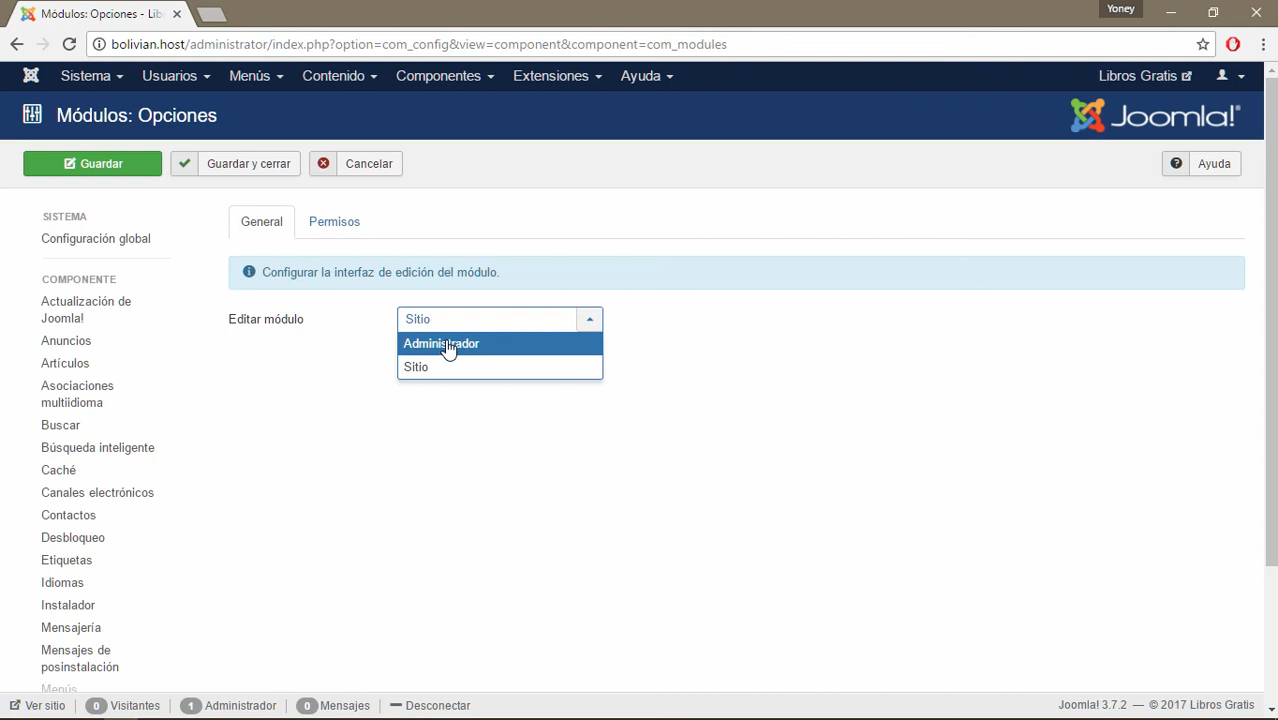 Módulos: Opciones - Lib
Yoney
bolivian.host/administrator/index.php?option=com_config&view=component&component=com_modules
Sistema Usuarios Menús Contenido Componentes Extensiones Ayuda Libros Gratis
Módulos: Opciones
Joomla!
Guardar Guardar y cerrar Cancelar Ayuda
SISTEMA
Configuración global
COMPONENTE
Actualización de
Joomla!
Anuncios
Artículos
Asociaciones
multiidioma
Buscar
Búsqueda inteligente
Caché
Canales electrónicos
Contactos
Desbloqueo
Etiquetas
Idiomas
Instalador
Mensajería
Mensajes de
posinstalación
Menús
General Permisos
Configurar la interfaz de edición del módulo.
Editar módulo Sitio
Administrador
Sitio
Ver sitio 0 Visitantes 1 Administrador 0 Mensajes Desconectar Joomla! 3.7.2 — © 2017 Libros Gratis